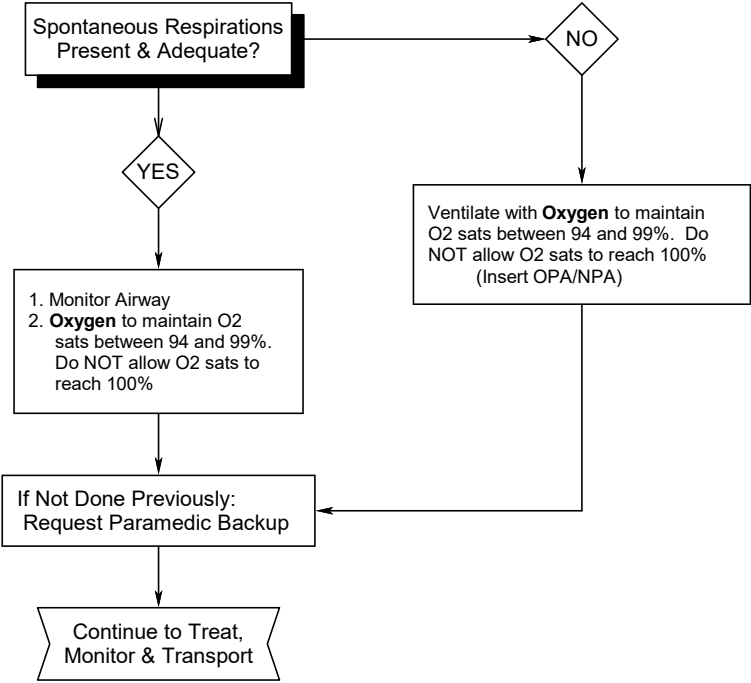 Spontaneous Respirations
Present & Adequate?
NO
YES
Ventilate with Oxygen to maintain
O2 sats between 94 and 99%.  Do
NOT allow O2 sats to reach 100%
(Insert OPA/NPA)
1. Monitor Airway
2. Oxygen to maintain O2
sats between 94 and 99%.
Do NOT allow O2 sats to
reach 100%
If Not Done Previously:
Request Paramedic Backup
Continue to Treat,
Monitor & Transport